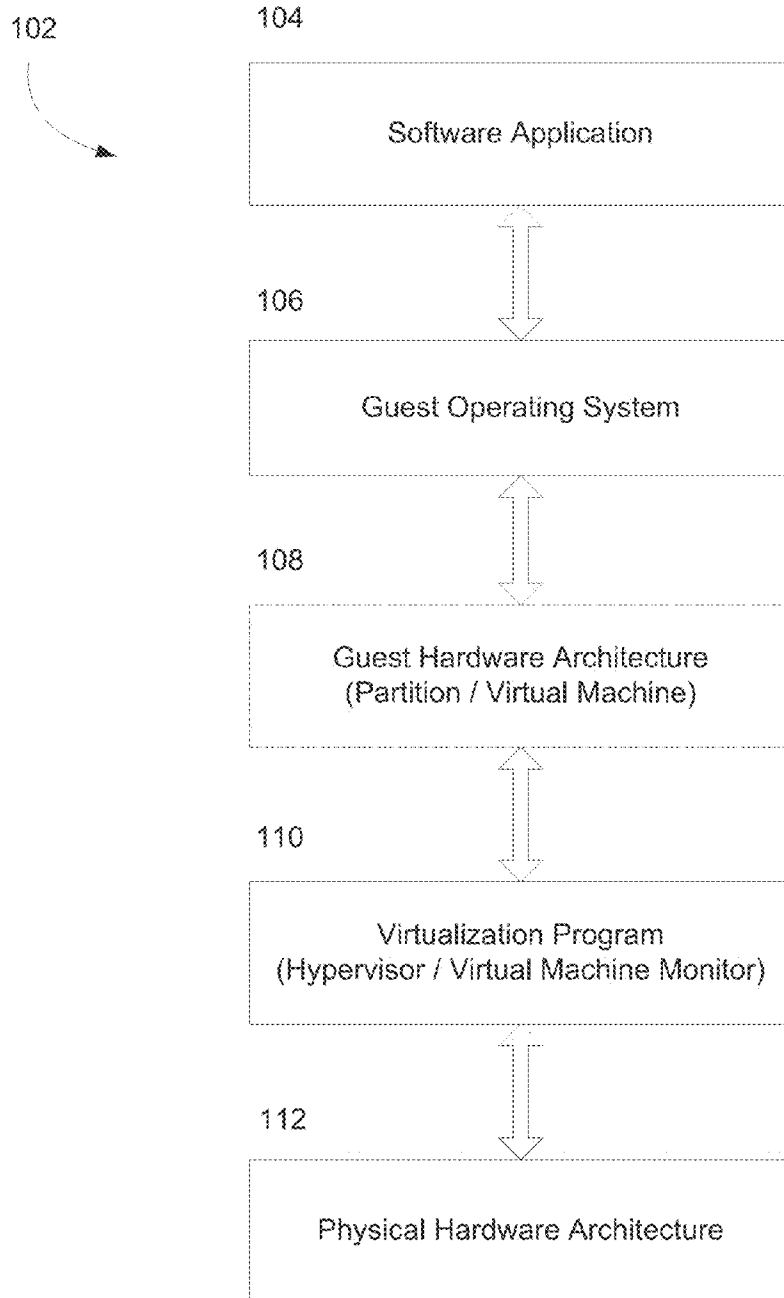 102
104
Software Application
106
Guest Operating System
108
Guest Hardware Architecture
(Partition / Virtual Machine)
110
Virtualization Program
(Hypervisor / Virtual Machine Monitor)
112
Physical Hardware Architecture